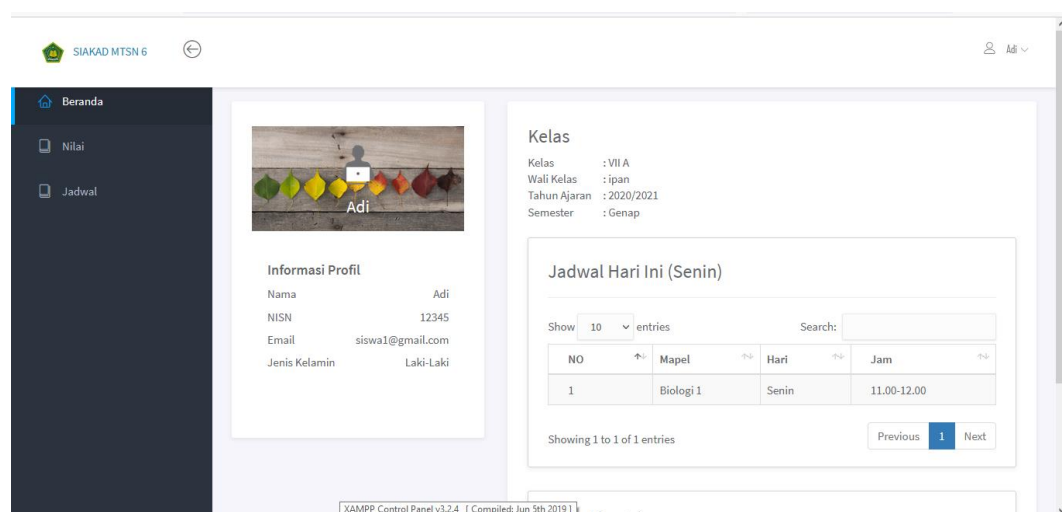 SIAKAD MTSN 6
Adi
Beranda
Nilai
Jadwal
Adi
Informasi Profil
Nama Adi
NISN 12345
Email siswa1@gmail.com
Jenis Kelamin Laki-Laki
Kelas
Kelas : VII A
Wali Kelas : ipan
Tahun Ajaran : 2020/2021
Semester : Genap
Jadwal Hari Ini (Senin)
Show 10 entries Search:
NO Mapel Hari Jam
1 Biologi 1 Senin 11.00-12.00
Showing 1 to 1 of 1 entries
Previous 1 Next
XAMPP Control Panel v3.2.4 [ Compiled: Jun 5th 2019 ]